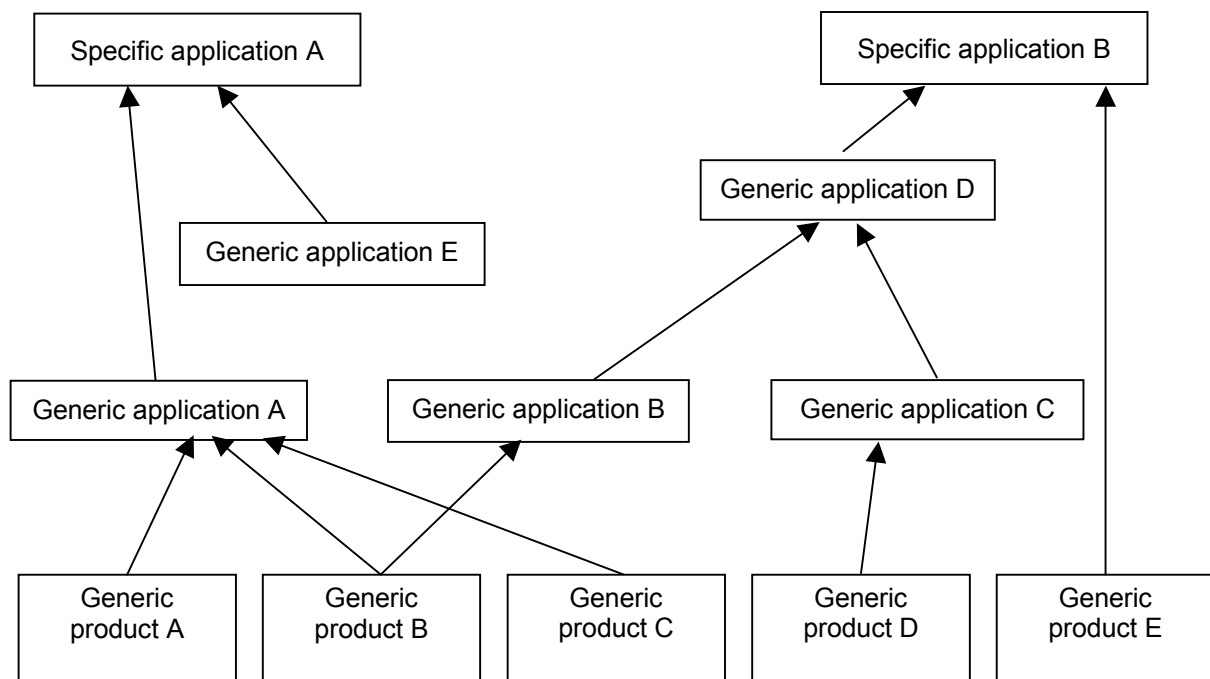 Specific application A
Specific application B
Generic application D
Generic application E
Generic application A
Generic application B
Generic application C
Generic
product A
Generic
product B
Generic
product C
Generic
product D
Generic
product E